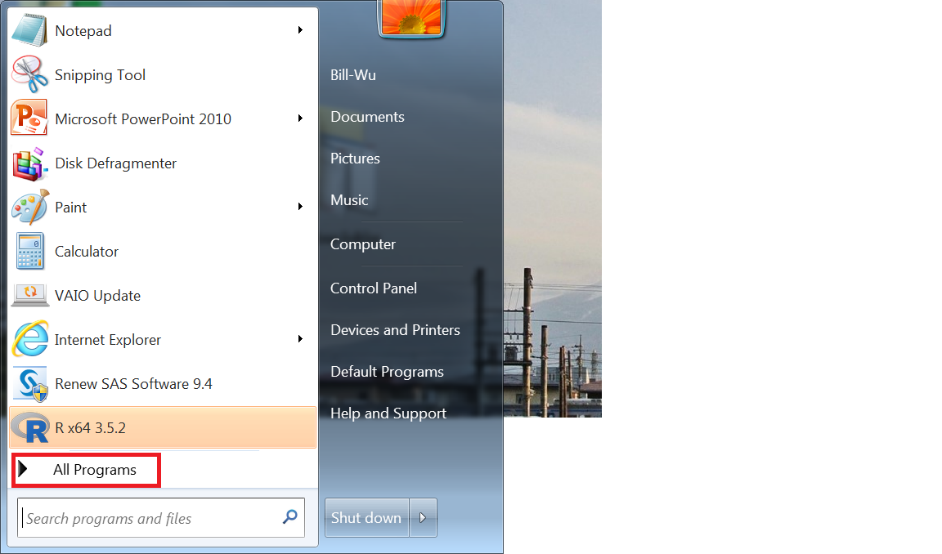 Notepad
Snipping Tool
Microsoft PowerPoint 2010
Disk Defragmenter
Paint
Calculator
VAIO Update
Internet Explorer
Renew SAS Software 9.4
R x64 3.5.2
All Programs
Search programs and files
Bill-Wu
Documents
Pictures
Music
Computer
Control Panel
Devices and Printers
Default Programs
Help and Support
Shut down